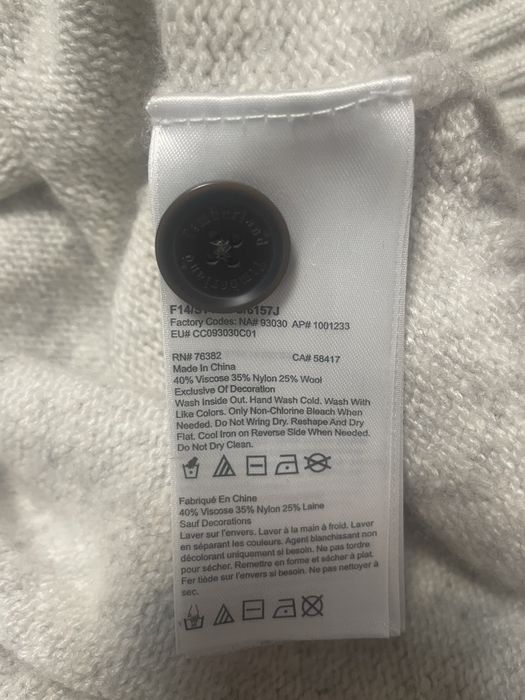 Timberland
Timberland
F14/S 6157J
Factory Codes: NA# 93030 AP# 1001233
EU# CC093030C01
RN# 76382 CA# 58417
Made In China
40% Viscose 35% Nylon 25% Wool
Exclusive Of Decoration
Wash Inside Out. Hand Wash Cold. Wash With
Like Colors. Only Non-Chlorine Bleach When
Needed. Do Not Wring Dry. Reshape And Dry
Flat. Cool Iron on Reverse Side When Needed.
Do Not Dry Clean.
Fabriqué En Chine
40% Viscose 35% Nylon 25% Laine
Sauf Decorations
Laver sur l'envers. Laver à la main à froid. Laver
en séparant les couleurs. Agent blanchissant non
décolorant uniquement si besoin. Ne pas tordre
pour sécher. Remettre en forme et sécher à plat.
Fer tiède sur l'envers si besoin. Ne pas nettoyer à
sec.